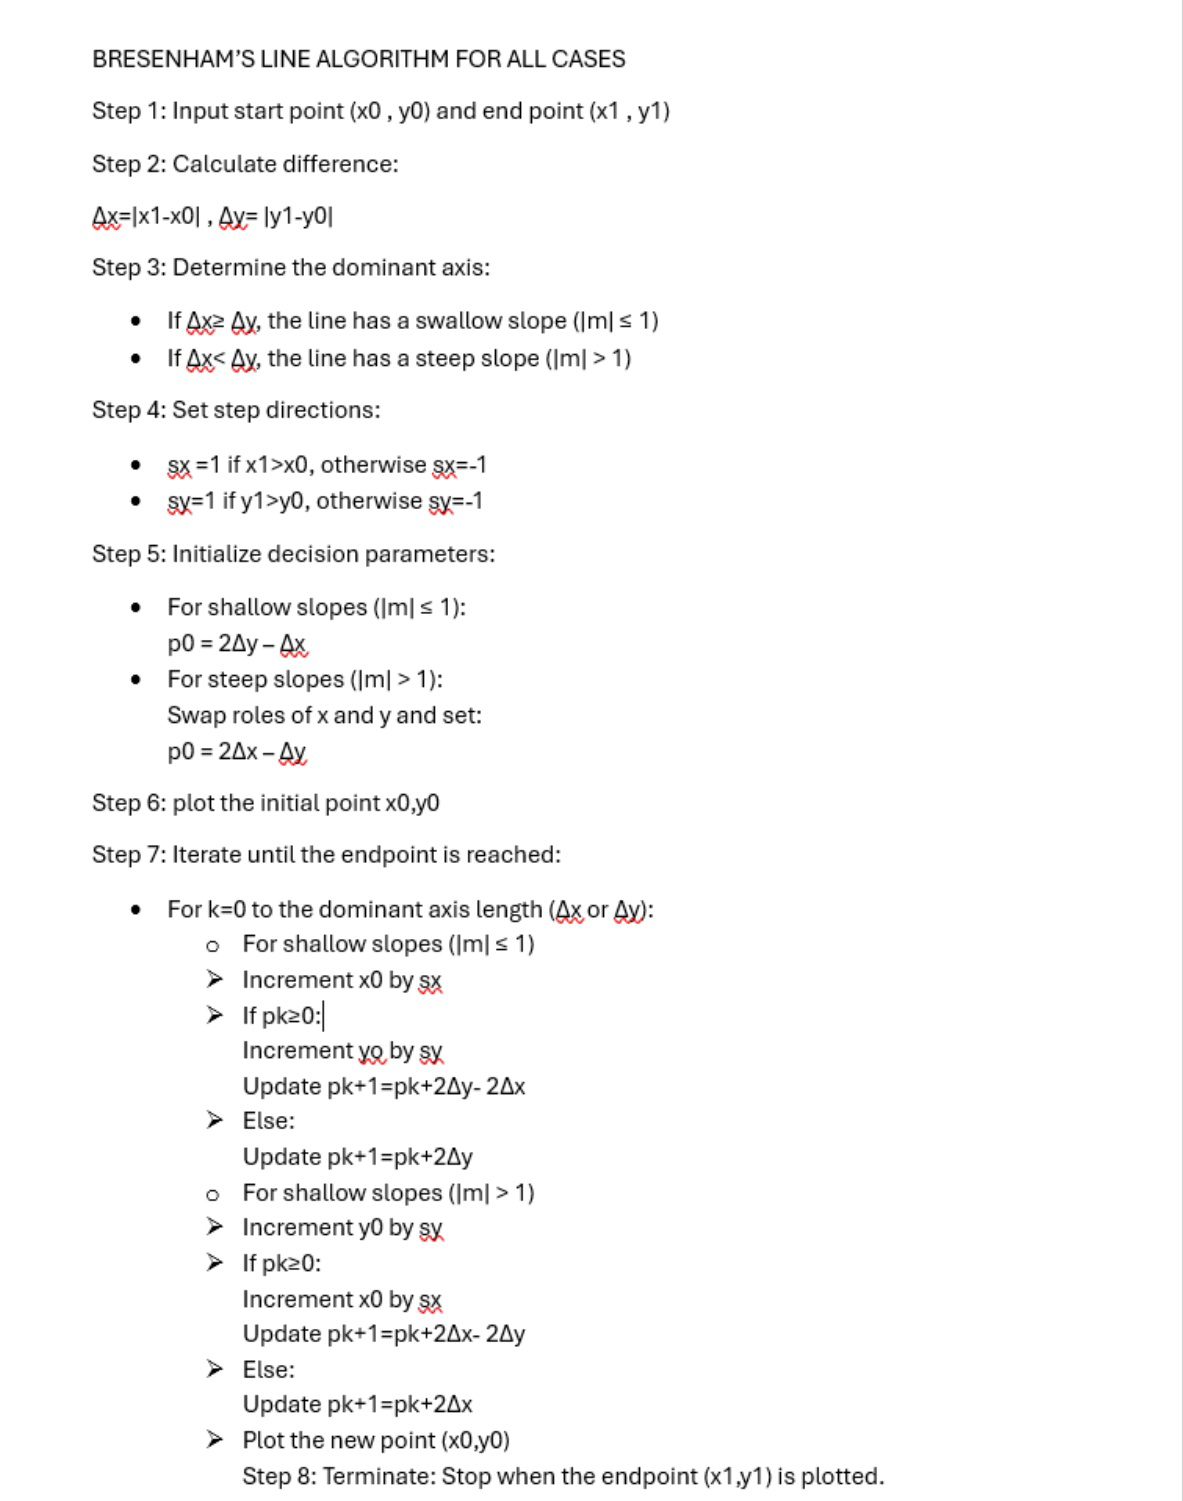 BRESENHAM’S LINE ALGORITHM FOR ALL CASES
Step 1: Input start point (x0 , y0) and end point (x1 , y1)
Step 2: Calculate difference:
Δx=|x1-x0| , Δy= |y1-y0|
Step 3: Determine the dominant axis:
• If Δx≥ Δy, the line has a swallow slope (|m| ≤ 1)
• If Δx< Δy, the line has a steep slope (|m| > 1)
Step 4: Set step directions:
• sx =1 if x1>x0, otherwise sx=-1
• sy=1 if y1>y0, otherwise sy=-1
Step 5: Initialize decision parameters:
• For shallow slopes (|m| ≤ 1):
p0 = 2Δy – Δx
• For steep slopes (|m| > 1):
Swap roles of x and y and set:
p0 = 2Δx – Δy
Step 6: plot the initial point x0,y0
Step 7: Iterate until the endpoint is reached:
• For k=0 to the dominant axis length (Δx or Δy):
o For shallow slopes (|m| ≤ 1)
➢ Increment x0 by sx
➢ If pk≥0:
Increment yo by sy
Update pk+1=pk+2Δy- 2Δx
➢ Else:
Update pk+1=pk+2Δy
o For shallow slopes (|m| > 1)
➢ Increment y0 by sy
➢ If pk≥0:
Increment x0 by sx
Update pk+1=pk+2Δx- 2Δy
➢ Else:
Update pk+1=pk+2Δx
➢ Plot the new point (x0,y0)
Step 8: Terminate: Stop when the endpoint (x1,y1) is plotted.